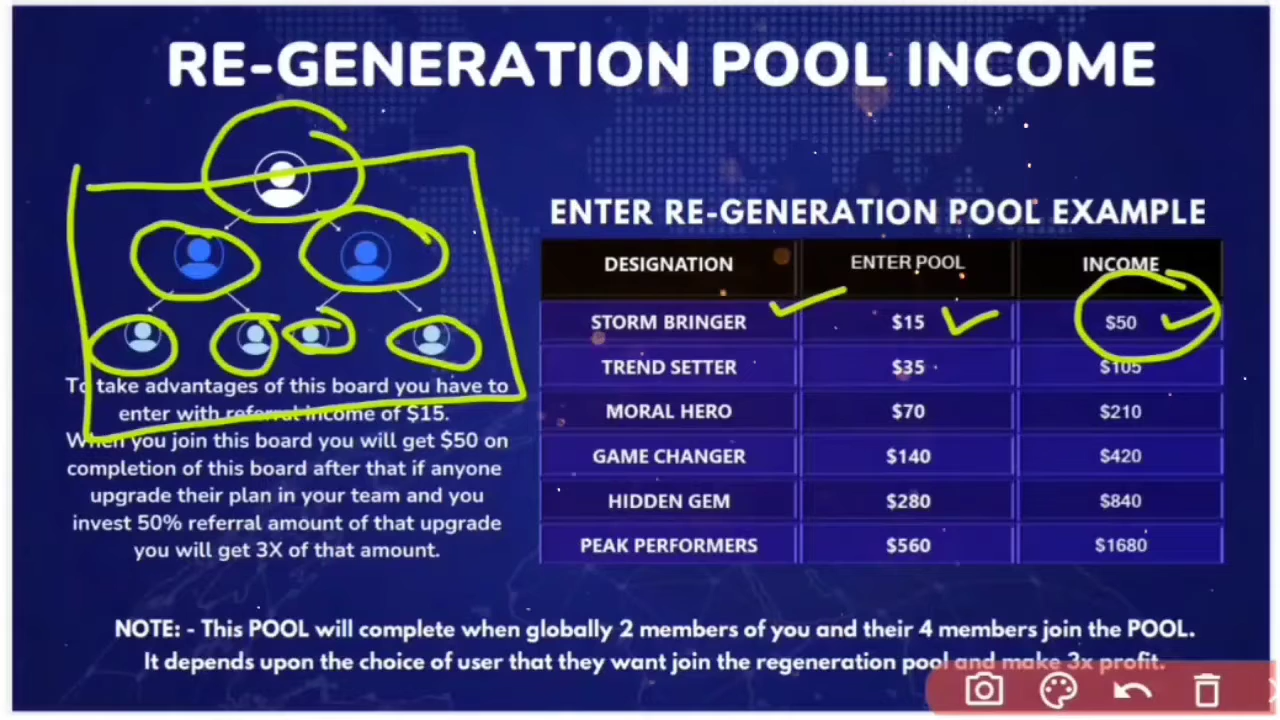 RE-GENERATION POOL INCOME
To take advantages of this board you have to
enter with referral income of $15.
When you join this board you will get $50 on
completion of this board after that if anyone
upgrade their plan in your team and you
invest 50% referral amount of that upgrade
you will get 3X of that amount.
ENTER RE-GENERATION POOL EXAMPLE
DESIGNATION ENTER POOL INCOME
STORM BRINGER $15 $50
TREND SETTER $35 $105
MORAL HERO $70 $210
GAME CHANGER $140 $420
HIDDEN GEM $280 $840
PEAK PERFORMERS $560 $1680
NOTE: - This POOL will complete when globally 2 members of you and their 4 members join the POOL.
It depends upon the choice of user that they want join the regeneration pool and make 3x profit.